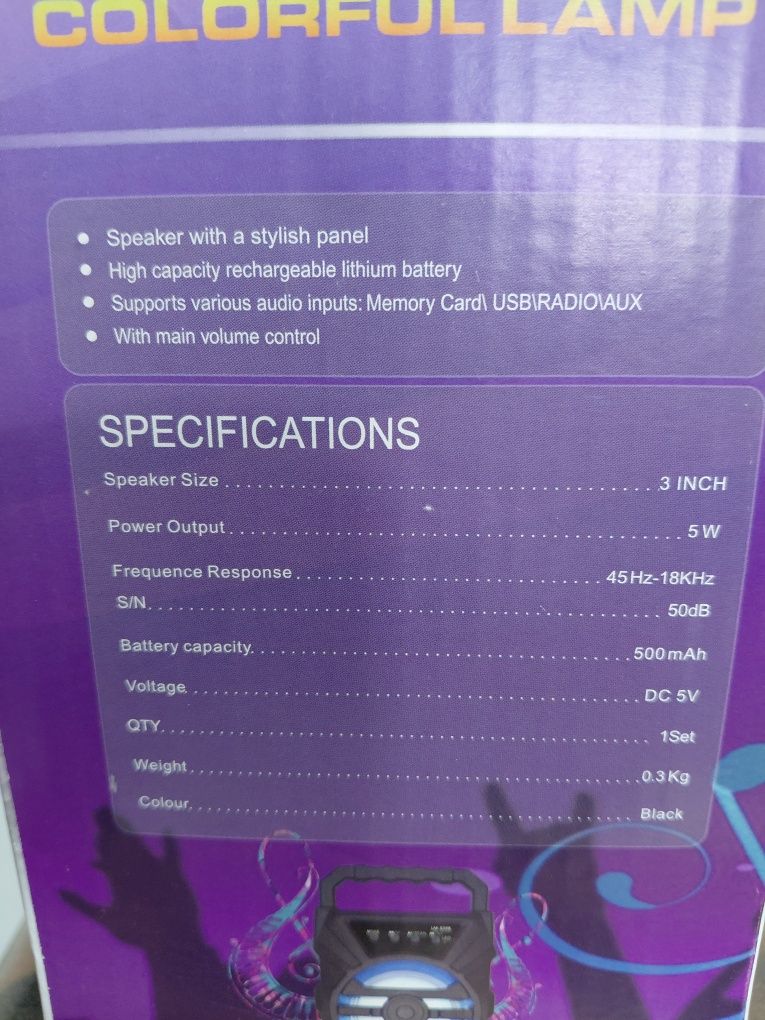 COLORFUL LAMP
● Speaker with a stylish panel
● High capacity rechargeable lithium battery
● Supports various audio inputs: Memory Card\ USB\RADIO\AUX
● With main volume control
SPECIFICATIONS
Speaker Size ........ 3 INCH
Power Output ........ 5W
Frequence Response ........ 45Hz-18KHz
S/N ........ 50dB
Battery capacity ........ 500mAh
Voltage ........ DC 5V
QTY ........ 1Set
Weight ........ 0.3Kg
Colour ........ Black